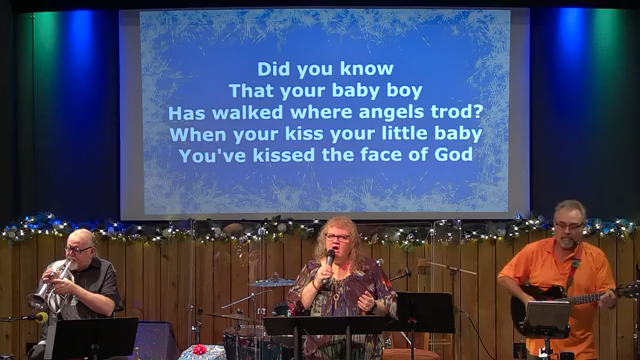 Did you know
That your baby boy
Has walked where angels trod?
When your kiss your little baby
You've kissed the face of God